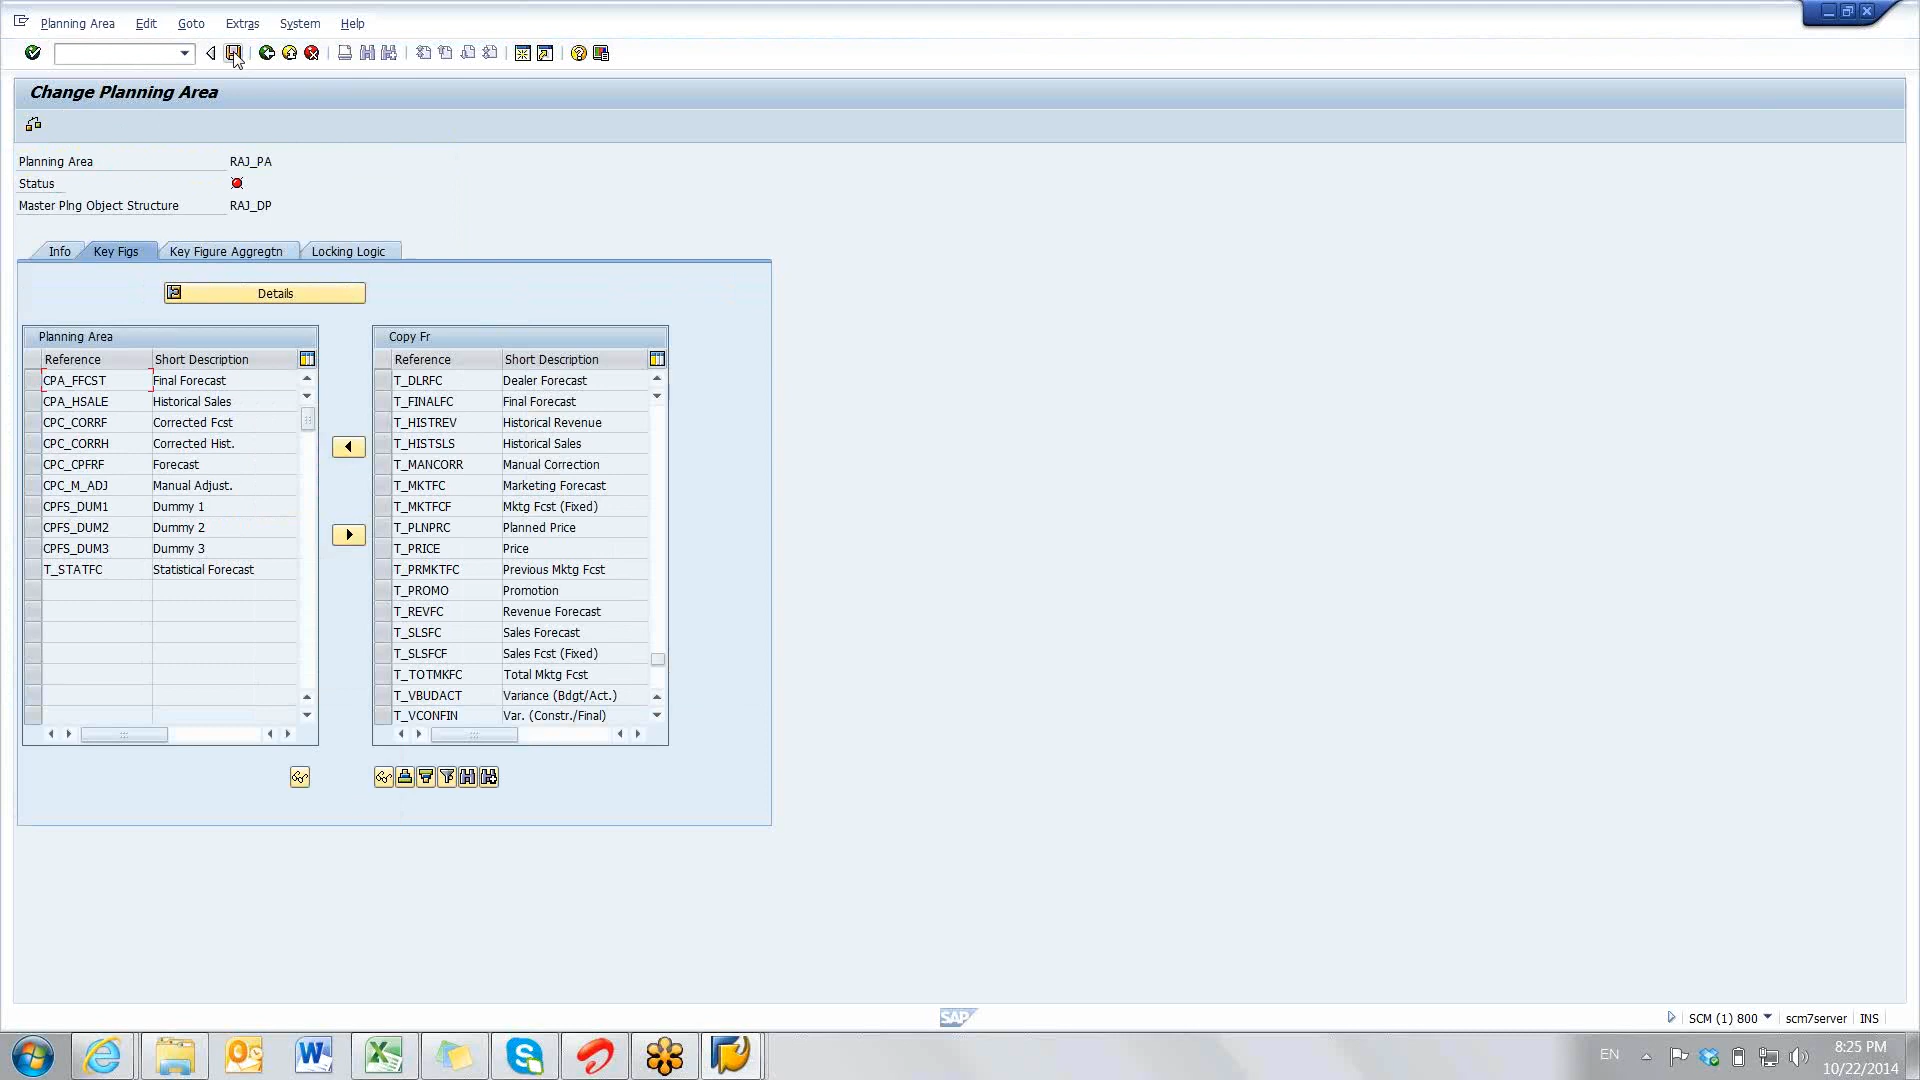 Planning Area Edit Goto Extras System Help
Change Planning Area
Planning Area RAJ_PA
Status
Master Plng Object Structure RAJ_DP
Info Key Figs Key Figure Aggregtn Locking Logic
Details
Planning Area
Reference Short Description
CPA_FFCST Final Forecast
CPA_HSALE Historical Sales
CPC_CORRF Corrected Fcst
CPC_CORRH Corrected Hist.
CPC_CPFRF Forecast
CPC_M_ADJ Manual Adjust.
CPFS_DUM1 Dummy 1
CPFS_DUM2 Dummy 2
CPFS_DUM3 Dummy 3
T_STATFC Statistical Forecast
Copy Fr
Reference Short Description
T_DLRFC Dealer Forecast
T_FINALFC Final Forecast
T_HISTREV Historical Revenue
T_HISTSLS Historical Sales
T_MANCORR Manual Correction
T_MKTFC Marketing Forecast
T_MKTFCF Mktg Fcst (Fixed)
T_PLNPRC Planned Price
T_PRICE Price
T_PRMKTFC Previous Mktg Fcst
T_PROMO Promotion
T_REVFC Revenue Forecast
T_SLSFC Sales Forecast
T_SLSFCF Sales Fcst (Fixed)
T_TOTMKFC Total Mktg Fcst
T_VBUDACT Variance (Bdgt/Act.)
T_VCONFIN Var. (Constr./Final)
SAP
SCM (1) 800 scm7server INS
EN
8:25 PM
10/22/2014